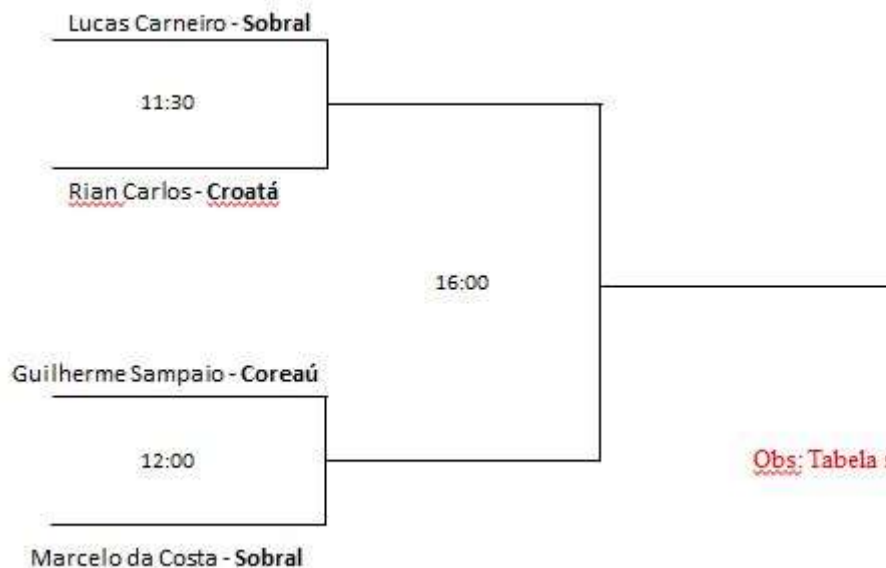 Lucas Carneiro - Sobral
11:30
Rian Carlos - Croatá
16:00
Guilherme Sampaio - Coreaú
12:00
Obs: Tabela
Marcelo da Costa - Sobral